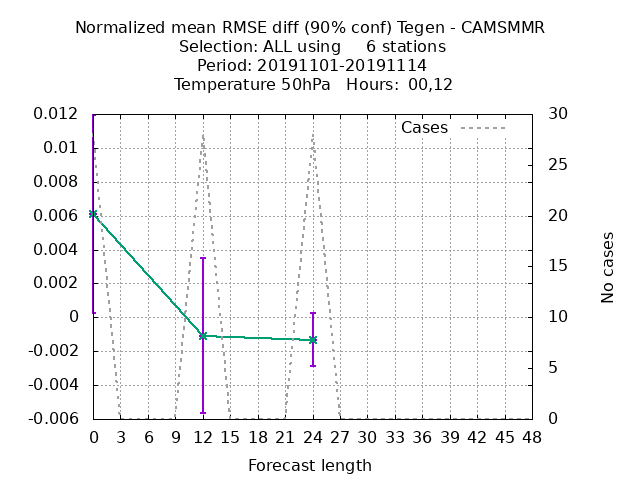 Normalized mean RMSE diff (90% conf) Tegen - CAMSMMR
Selection: ALL using     6 stations
Period: 20191101-20191114
Temperature 50hPa   Hours:  00,12
Cases
0.012
0.01
0.008
0.006
0.004
0.002
0
-0.002
-0.004
-0.006
30
25
20
15
10
5
0
No cases
0 3 6 9 12 15 18 21 24 27 30 33 36 39 42 45 48
Forecast length